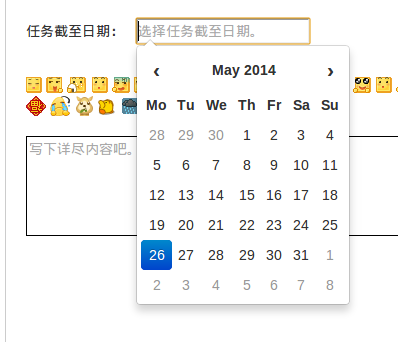 任务截至日期: 选择任务截至日期。
‹ May 2014 ›
Mo Tu We Th Fr Sa Su
28 29 30 1 2 3 4
5 6 7 8 9 10 11
12 13 14 15 16 17 18
19 20 21 22 23 24 25
26 27 28 29 30 31 1
2 3 4 5 6 7 8
福
写下详尽内容吧。